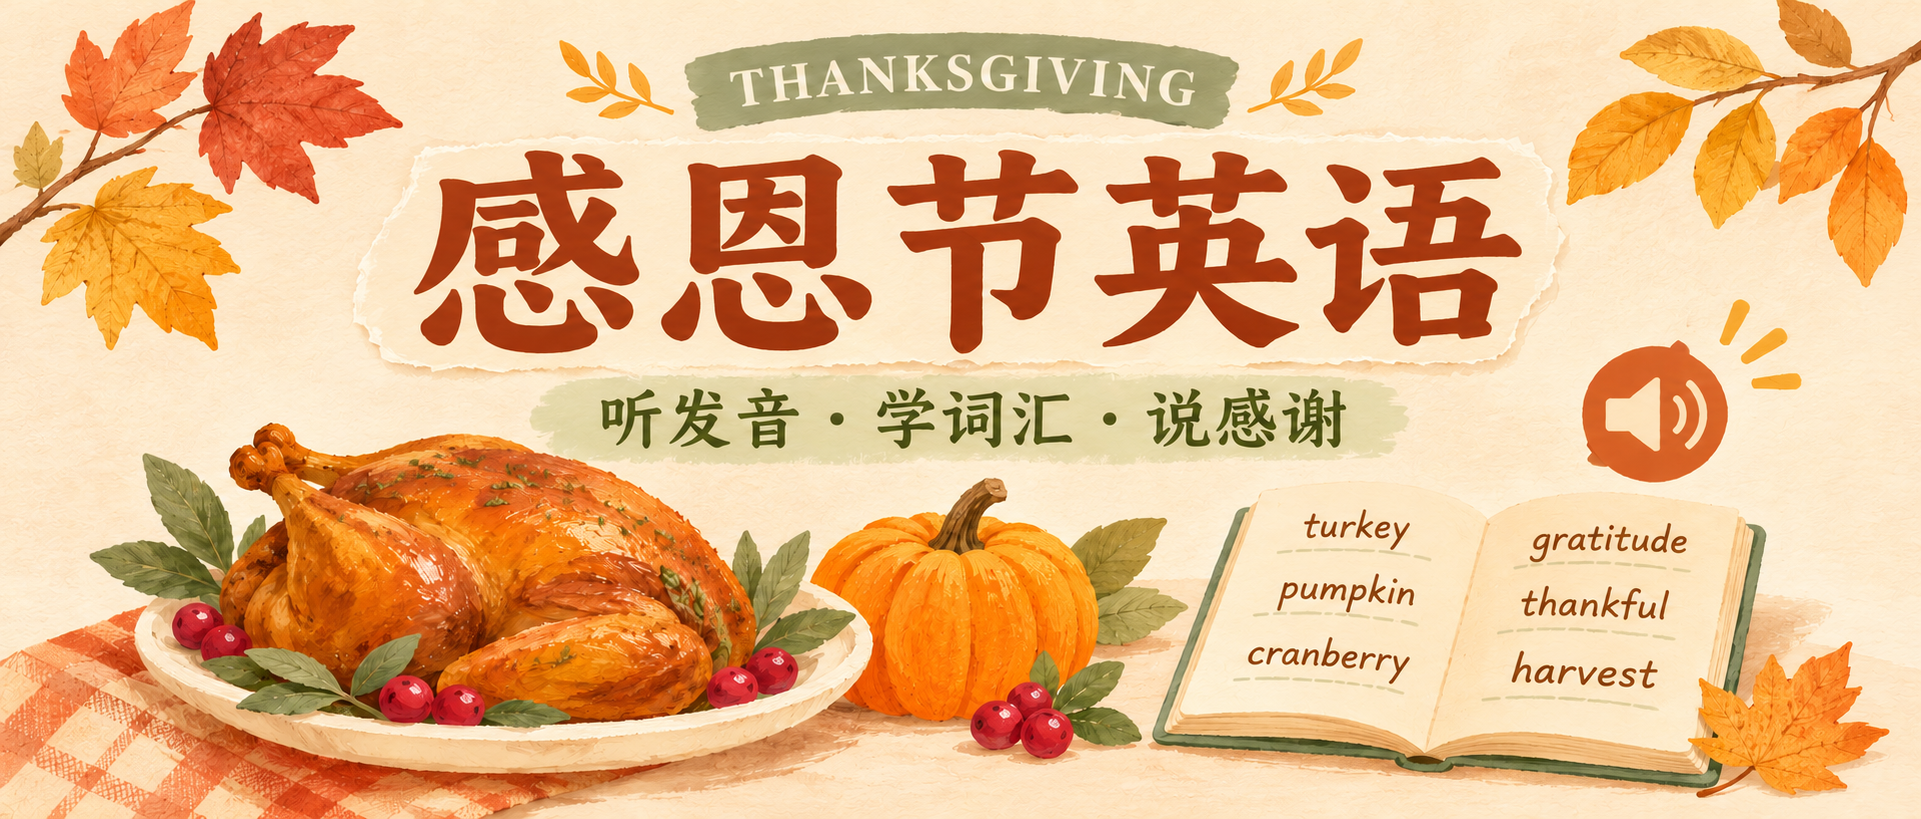 THANKSGIVING
感恩节英语
听发音·学词汇·说感谢
turkey
pumpkin
cranberry
gratitude
thankful
harvest